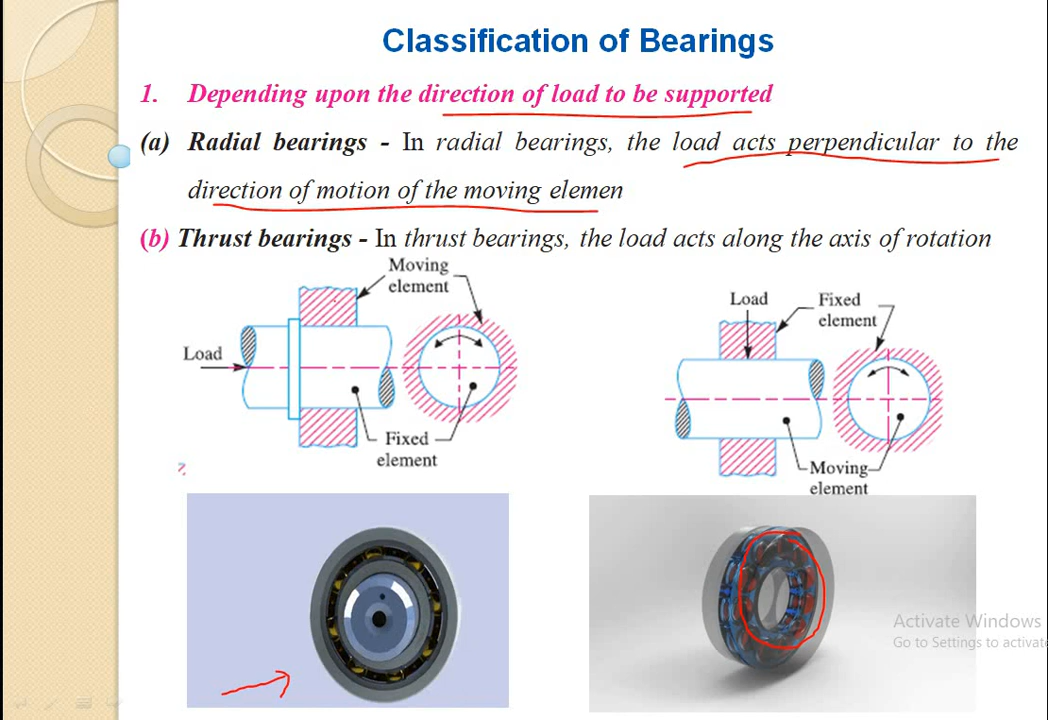 Classification of Bearings
1. Depending upon the direction of load to be supported
(a) Radial bearings - In radial bearings, the load acts perpendicular to the
direction of motion of the moving elemen
(b) Thrust bearings - In thrust bearings, the load acts along the axis of rotation
Moving
element
Load
Fixed
element
Load
Fixed
element
Moving
element
Activate Windows
Go to Settings to activate